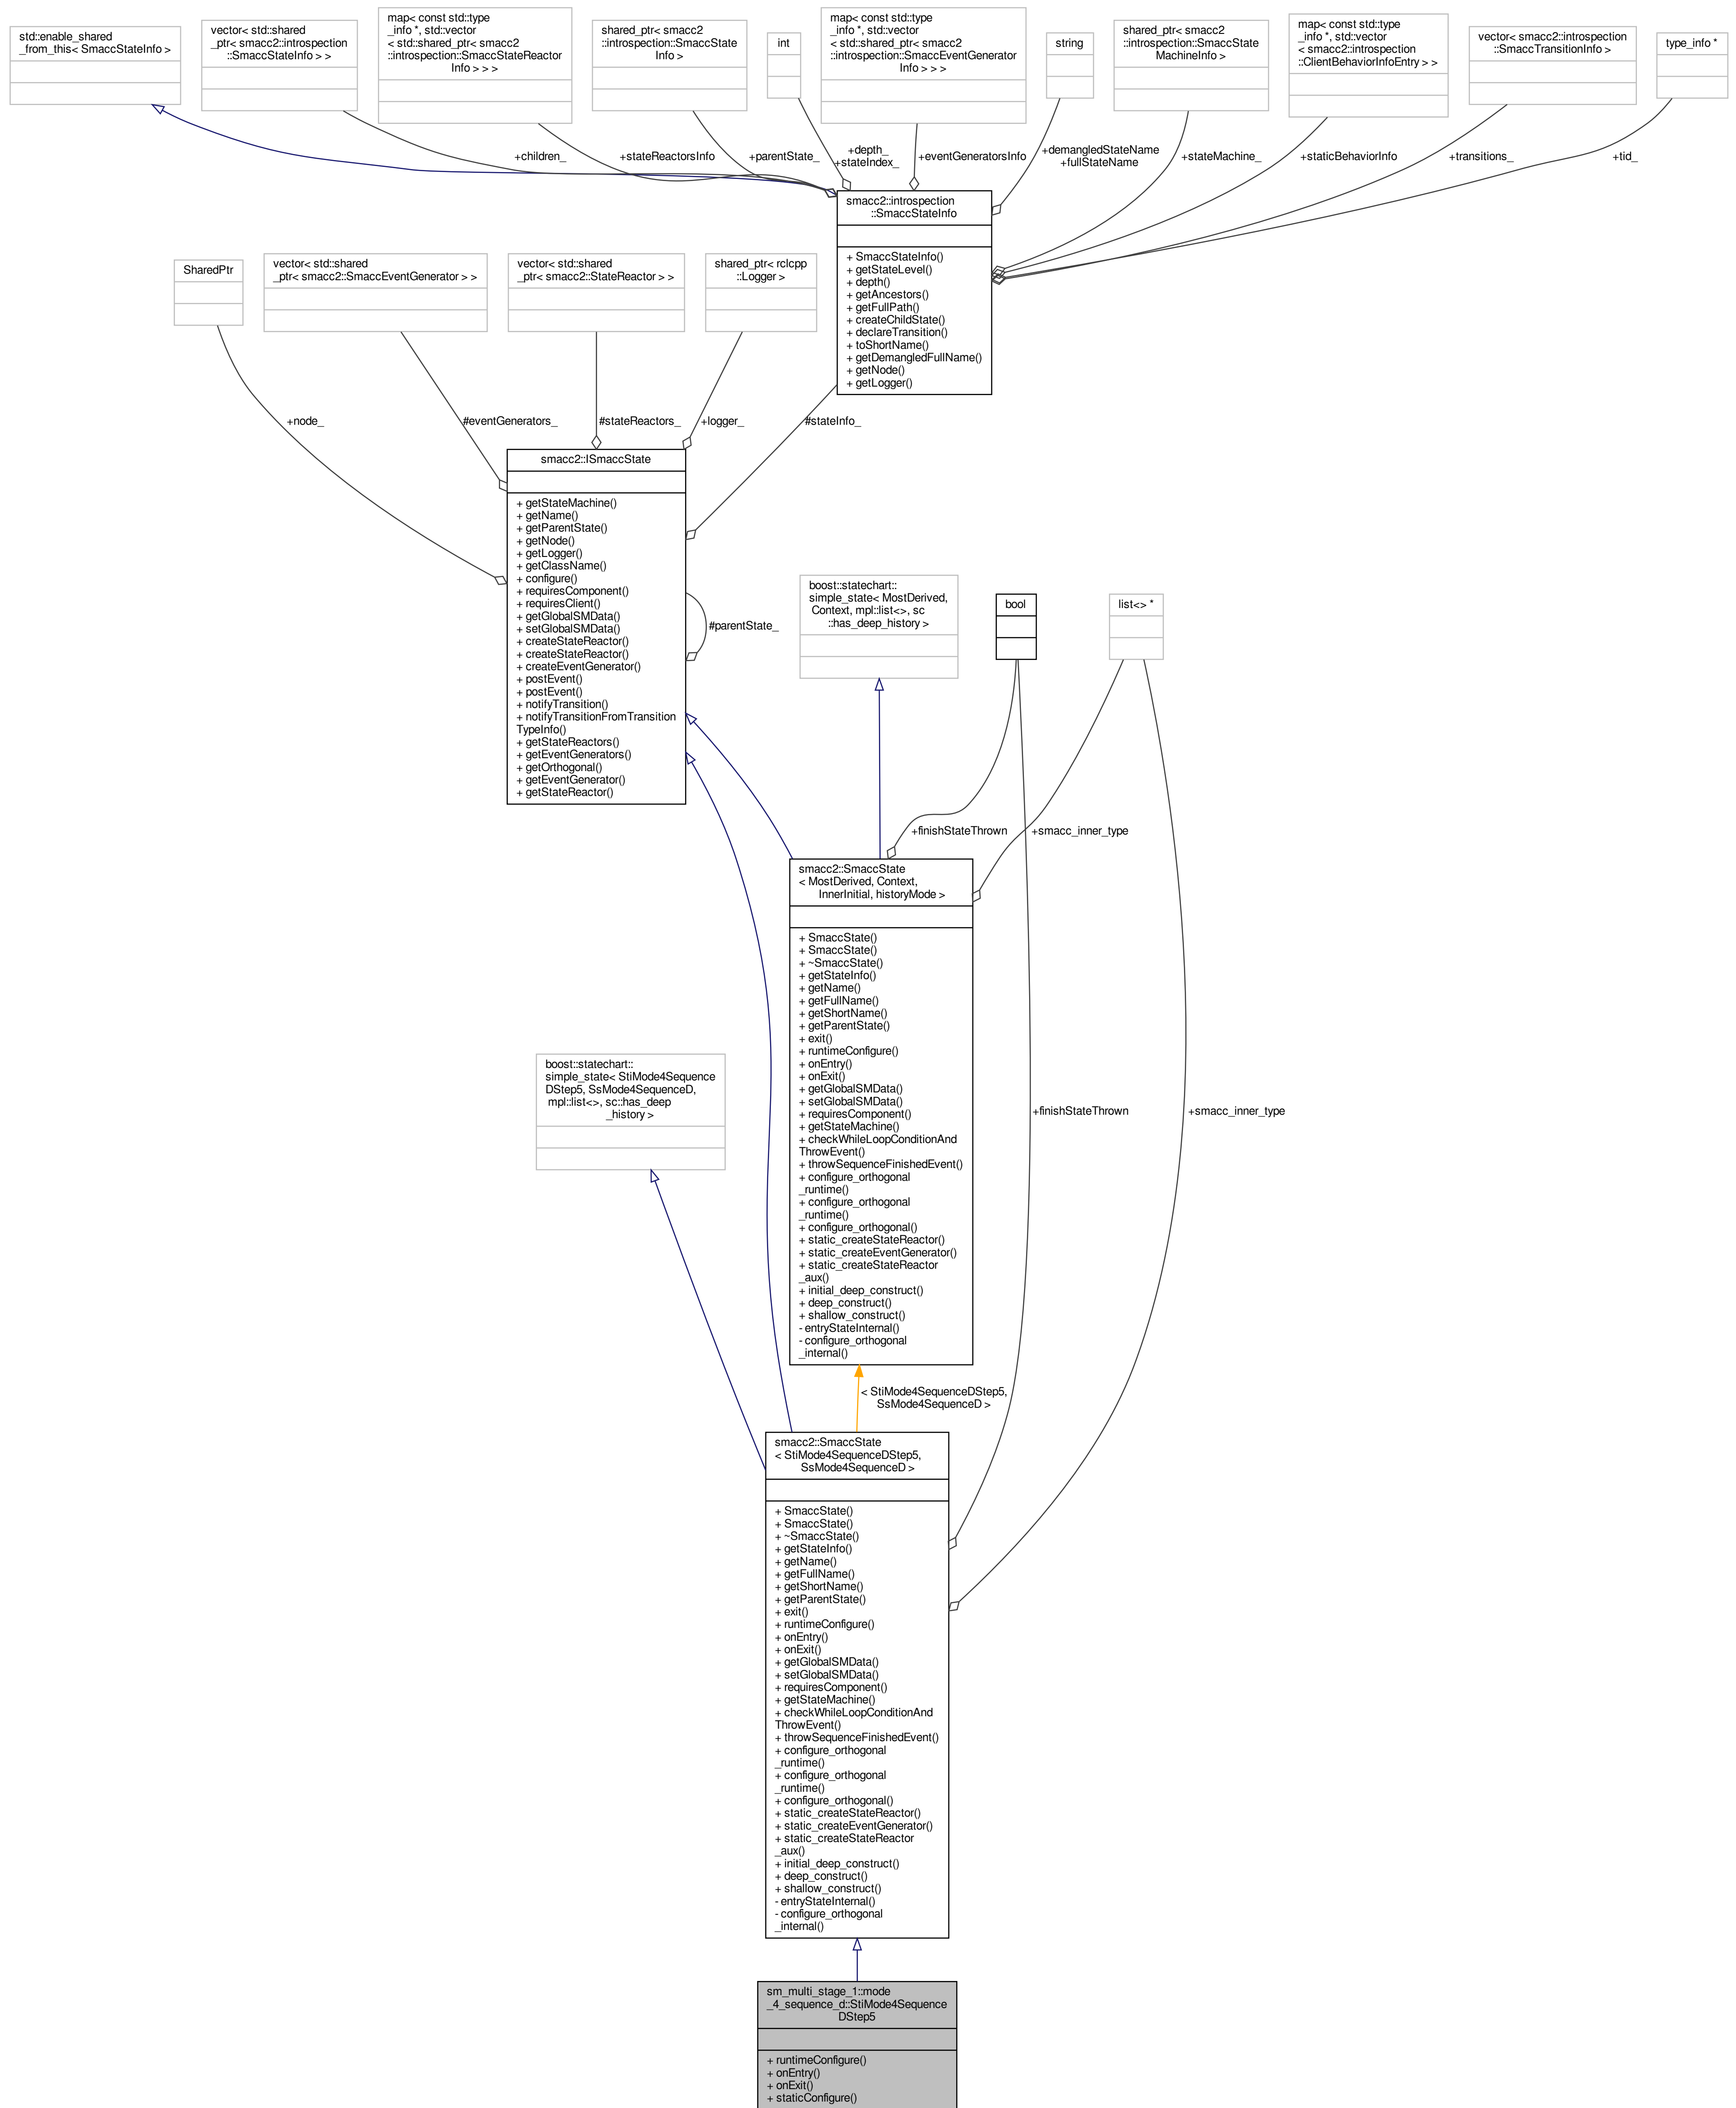 std::enable_shared
_from_this< SmaccStateInfo >
vector< std::shared
_ptr< smacc2::introspection
::SmaccStateInfo > >
map< const std::type
_info *, std::vector
< std::shared_ptr< smacc2
::introspection::SmaccStateReactor
Info > > >
shared_ptr< smacc2
::introspection::SmaccState
Info >
int
map< const std::type
_info *, std::vector
< std::shared_ptr< smacc2
::introspection::SmaccEventGenerator
Info > > >
string
shared_ptr< smacc2
::introspection::SmaccState
MachineInfo >
map< const std::type
_info *, std::vector
< smacc2::introspection
::ClientBehaviorInfoEntry > >
vector< smacc2::introspection
::SmaccTransitionInfo >
type_info *
+children_
+stateReactorsInfo
+parentState_
+depth_
+stateIndex_
+eventGeneratorsInfo
+demangledStateName
+fullStateName
+stateMachine_
+staticBehaviorInfo
+transitions_
+tid_
smacc2::introspection
::SmaccStateInfo
+ SmaccStateInfo()
+ getStateLevel()
+ depth()
+ getAncestors()
+ getFullPath()
+ createChildState()
+ declareTransition()
+ toShortName()
+ getDemangledFullName()
+ getNode()
+ getLogger()
SharedPtr
vector< std::shared
_ptr< smacc2::SmaccEventGenerator > >
vector< std::shared
_ptr< smacc2::StateReactor > >
shared_ptr< rclcpp
::Logger >
+node_
#eventGenerators_
#stateReactors_
+logger_
#stateInfo_
smacc2::ISmaccState
+ getStateMachine()
+ getName()
+ getParentState()
+ getNode()
+ getLogger()
+ getClassName()
+ configure()
+ requiresComponent()
+ requiresClient()
+ getGlobalSMData()
+ setGlobalSMData()
+ createStateReactor()
+ createStateReactor()
+ createEventGenerator()
+ postEvent()
+ postEvent()
+ notifyTransition()
+ notifyTransitionFromTransition
TypeInfo()
+ getStateReactors()
+ getEventGenerators()
+ getOrthogonal()
+ getEventGenerator()
+ getStateReactor()
#parentState_
boost::statechart::
simple_state< MostDerived,
Context, mpl::list<>, sc
::has_deep_history >
bool
list<> *
+finishStateThrown
+smacc_inner_type
smacc2::SmaccState
< MostDerived, Context,
InnerInitial, historyMode >
+ SmaccState()
+ SmaccState()
+ ~SmaccState()
+ getStateInfo()
+ getName()
+ getFullName()
+ getShortName()
+ getParentState()
+ exit()
+ runtimeConfigure()
+ onEntry()
+ onExit()
+ getGlobalSMData()
+ setGlobalSMData()
+ requiresComponent()
+ getStateMachine()
+ checkWhileLoopConditionAnd
ThrowEvent()
+ throwSequenceFinishedEvent()
+ configure_orthogonal
_runtime()
+ configure_orthogonal
_runtime()
+ configure_orthogonal()
+ static_createStateReactor()
+ static_createEventGenerator()
+ static_createStateReactor
_aux()
+ initial_deep_construct()
+ deep_construct()
+ shallow_construct()
- entryStateInternal()
- configure_orthogonal
_internal()
boost::statechart::
simple_state< StiMode4Sequence
DStep5, SsMode4SequenceD,
mpl::list<>, sc::has_deep
_history >
+finishStateThrown
+smacc_inner_type
< StiMode4SequenceDStep5,
SsMode4SequenceD >
smacc2::SmaccState
< StiMode4SequenceDStep5,
SsMode4SequenceD >
+ SmaccState()
+ SmaccState()
+ ~SmaccState()
+ getStateInfo()
+ getName()
+ getFullName()
+ getShortName()
+ getParentState()
+ exit()
+ runtimeConfigure()
+ onEntry()
+ onExit()
+ getGlobalSMData()
+ setGlobalSMData()
+ requiresComponent()
+ getStateMachine()
+ checkWhileLoopConditionAnd
ThrowEvent()
+ throwSequenceFinishedEvent()
+ configure_orthogonal
_runtime()
+ configure_orthogonal
_runtime()
+ configure_orthogonal()
+ static_createStateReactor()
+ static_createEventGenerator()
+ static_createStateReactor
_aux()
+ initial_deep_construct()
+ deep_construct()
+ shallow_construct()
- entryStateInternal()
- configure_orthogonal
_internal()
sm_multi_stage_1::mode
_4_sequence_d::StiMode4Sequence
DStep5
+ runtimeConfigure()
+ onEntry()
+ onExit()
+ staticConfigure()